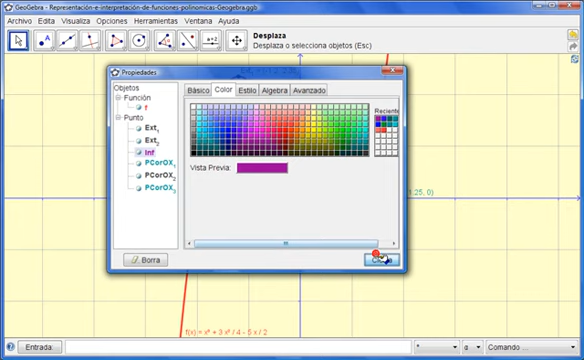 GeoGebra - Representación-e-interpretación-de-funciones-polinomicas-Geogebra.ggb
Archivo Edita Visualiza Opciones Herramientas Ventana Ayuda
Desplaza
Desplaza o selecciona objetos (Esc)
Propiedades
Objetos
Función
f
Punto
Ext₁
Ext₂
Inf
PCorOX₁
PCorOX₂
PCorOX₃
Básico Color Estilo Algebra Avanzado
Reciente
Vista Previa:
Borra
1.25, 0)
f(x) = x³ + 3 x² / 4 - 5 x / 2
Entrada:
Comando ...